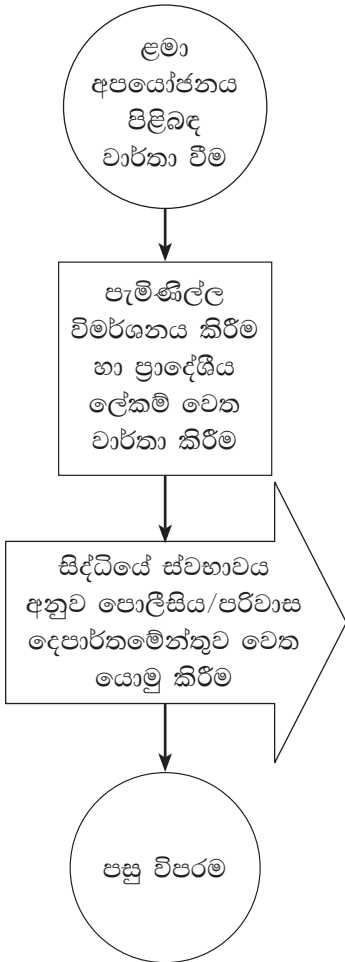 ළමා
අපයෝජනය
පිළිබඳ
වාර්තා වීම
පැමිණිල්ල
විමර්ශනය කිරීම
හා ප්‍රාදේශීය
ලේකම් වෙත
වාර්තා කිරීම
සිද්ධියේ ස්වභාවය
අනුව පොලීසිය/පරිවාස
දෙපාර්තමේන්තුව වෙත
යොමු කිරීම
පසු විපරම